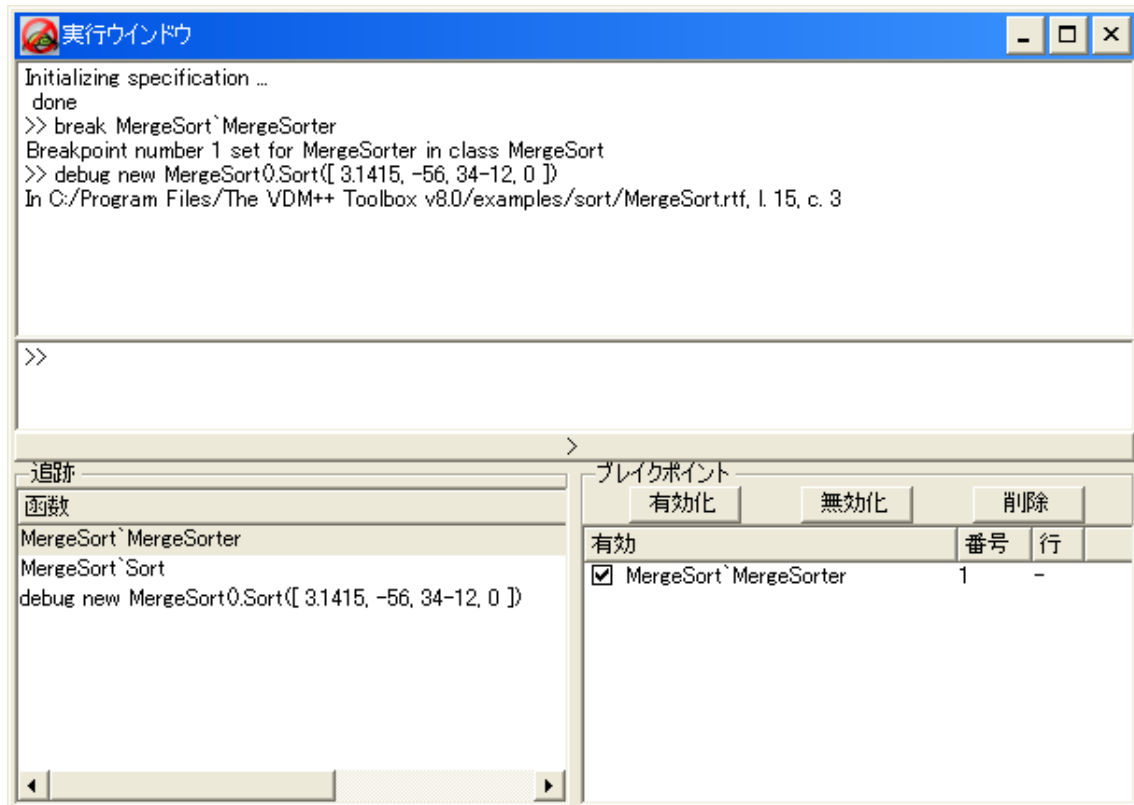 実行ウインドウ
Initializing specification ...
done
>> break MergeSort`MergeSorter
Breakpoint number 1 set for MergeSorter in class MergeSort
>> debug new MergeSort().Sort([ 3.1415, -56, 34-12, 0 ])
In C:/Program Files/The VDM++ Toolbox v8.0/examples/sort/MergeSort.rtf, l. 15, c. 3
>>
>
追跡
函数
MergeSort`MergeSorter
MergeSort`Sort
debug new MergeSort().Sort([ 3.1415, -56, 34-12, 0 ])
ブレイクポイント
有効化 無効化 削除
有効 番号 行
MergeSort`MergeSorter 1 -